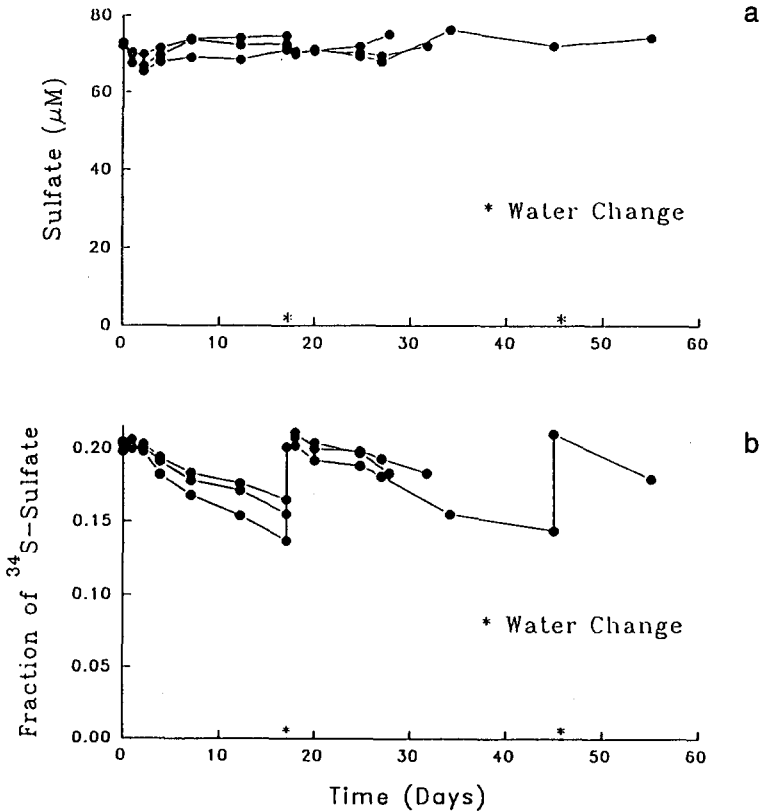 a
80
60
40
20
0
Sulfate (μM)
* Water Change
*
*
0 10 20 30 40 50 60
b
0.20
0.15
0.10
0.05
0.00
Fraction of ³⁴S-Sulfate
* Water Change
*
*
0 10 20 30 40 50 60
Time (Days)